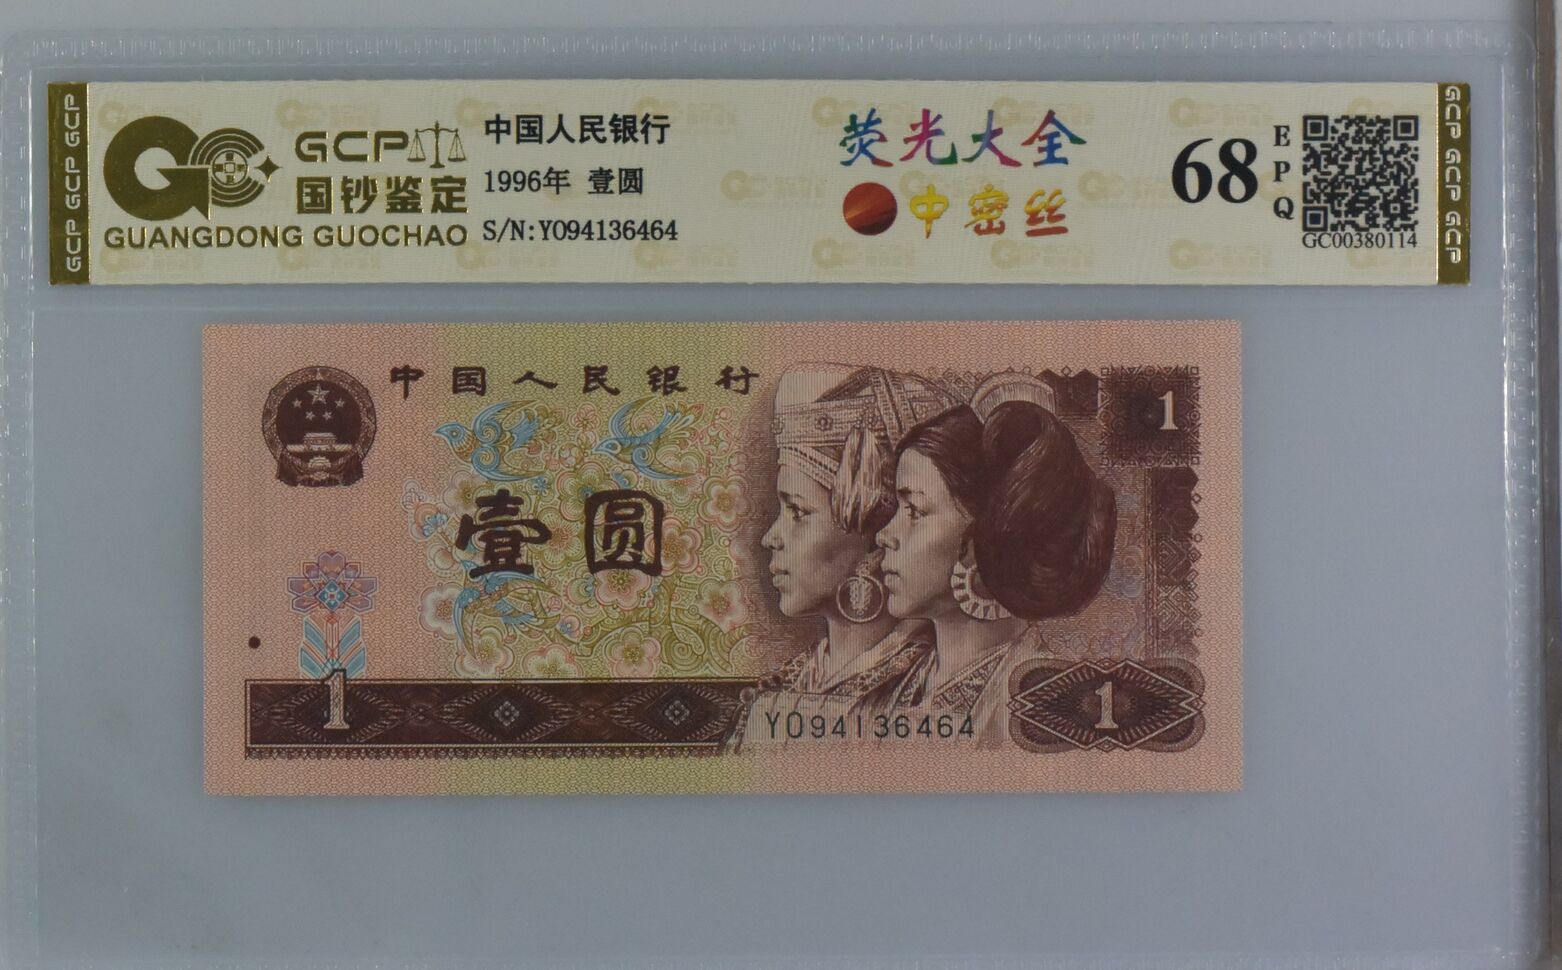 GCP GCP GCP
GCP
国钞鉴定
GUANGDONG GUOCHAO
中国人民银行
1996年 壹圆
S/N:Y094136464
荧光大全
中密丝
68
EPQ
GC00380114
GCP GCP GCP
中国人民银行
1
壹圆
1
Y094136464
1